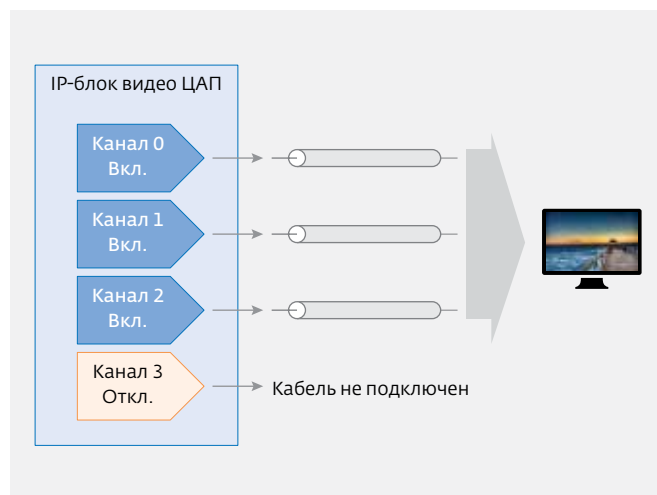 IP-блок видео ЦАП
Канал 0
Вкл.
Канал 1
Вкл.
Канал 2
Вкл.
Канал 3
Откл.
Кабель не подключен